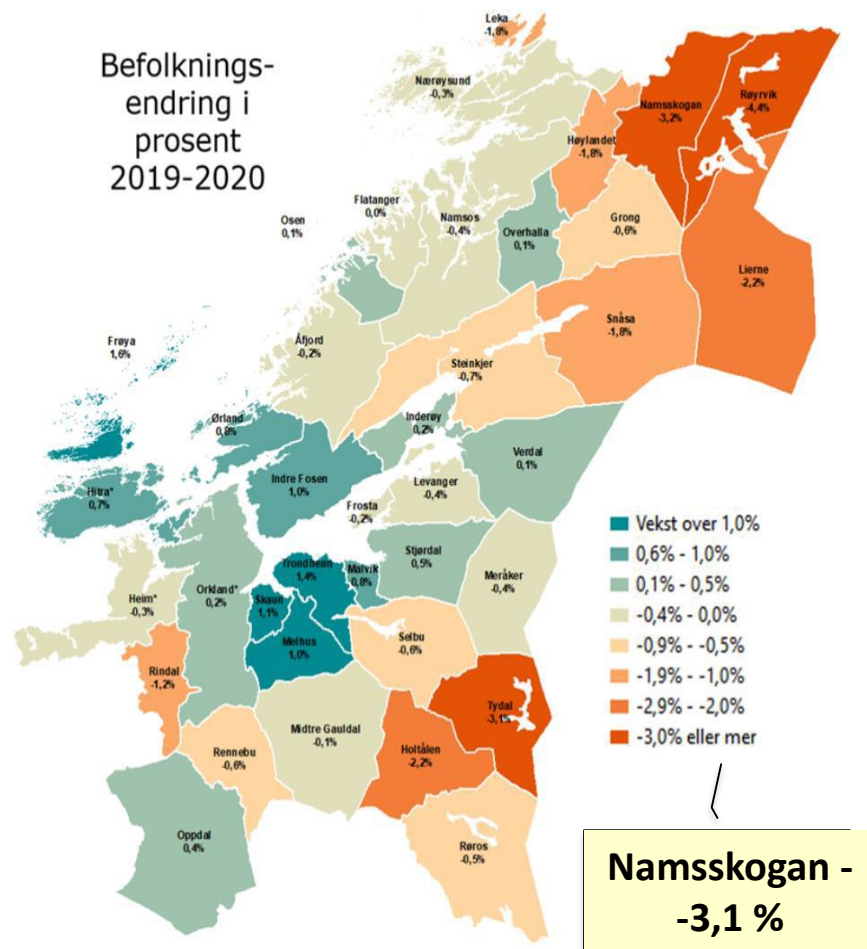 Befolknings-
endring i
prosent
2019-2020
Leka
-1,8%
Nærøysund
-0,3%
Namsskogan
-3,2%
Røyrvik
-4,4%
Høylandet
-1,8%
Flatanger
0,0%
Osen
0,1%
Namsos
-0,4%
Overhalla
0,1%
Grong
-0,6%
Lierne
-2,2%
Snåsa
-1,8%
Frøya
1,6%
Åfjord
-0,2%
Steinkjer
-0,7%
Ørland
0,8%
Inderøy
0,2%
Verdal
0,1%
Hitra*
0,7%
Indre Fosen
1,0%
Levanger
-0,4%
Frosta
-0,2%
Stjørdal
0,5%
Meråker
-0,4%
Trondheim
1,4%
Malvik
0,8%
Heim*
-0,3%
Orkland*
0,2%
Skaun
1,1%
Melhus
1,0%
Selbu
-0,6%
Rindal
-1,2%
Tydal
-3,1%
Midtre Gauldal
-0,1%
Holtålen
-2,2%
Rennebu
-0,6%
Oppdal
0,4%
Røros
-0,5%
Vekst over 1,0%
0,6% - 1,0%
0,1% - 0,5%
-0,4% - 0,0%
-0,9% - -0,5%
-1,9% - -1,0%
-2,9% - -2,0%
-3,0% eller mer
Namsskogan -
-3,1 %